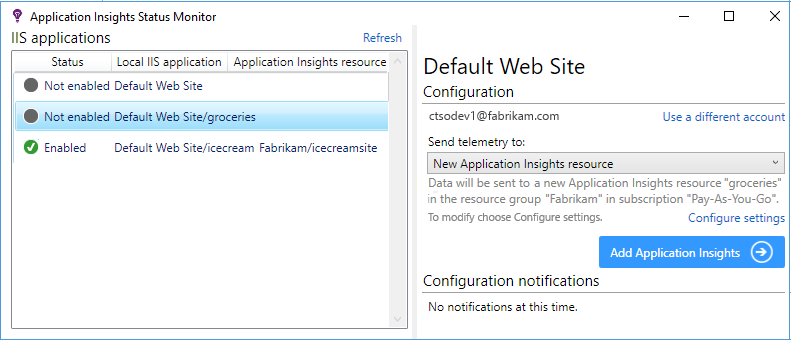 Application Insights Status Monitor
IIS applications
Refresh
Status Local IIS application Application Insights resource
Not enabled Default Web Site
Not enabled Default Web Site/groceries
Enabled Default Web Site/icecream Fabrikam/icecreamsite
Default Web Site
Configuration
ctsodev1@fabrikam.com Use a different account
Send telemetry to:
New Application Insights resource
Data will be sent to a new Application Insights resource "groceries"
in the resource group "Fabrikam" in subscription "Pay-As-You-Go".
To modify choose Configure settings. Configure settings
Add Application Insights
Configuration notifications
No notifications at this time.